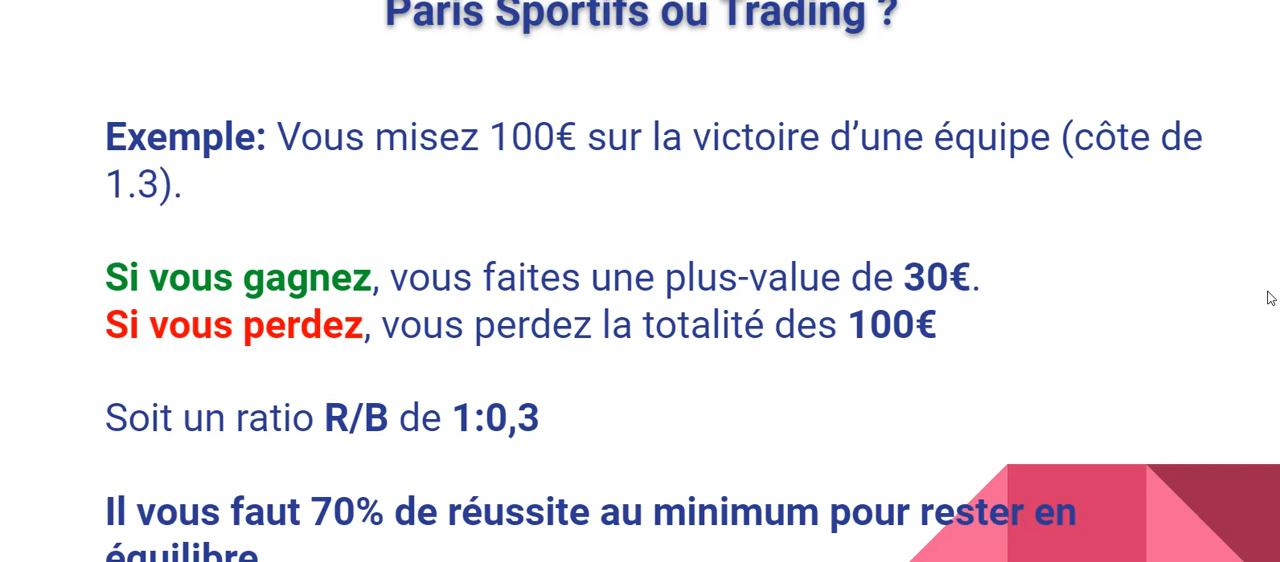 Paris Sportifs ou Trading ?
Exemple: Vous misez 100€ sur la victoire d’une équipe (côte de
1.3).
Si vous gagnez, vous faites une plus-value de 30€.
Si vous perdez, vous perdez la totalité des 100€
Soit un ratio R/B de 1:0,3
Il vous faut 70% de réussite au minimum pour rester en
équilibre